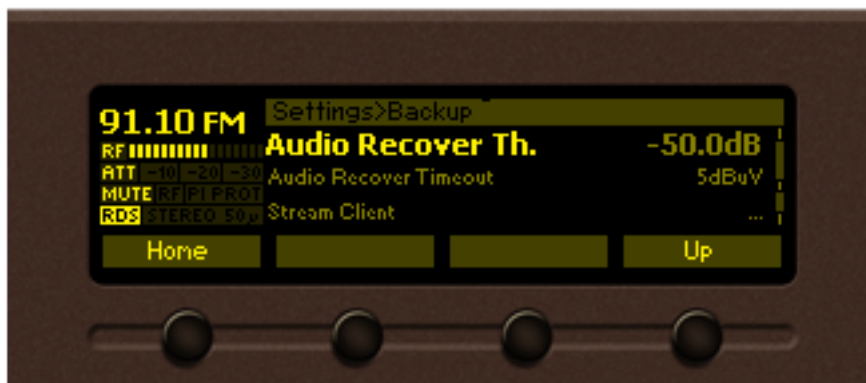 91.10 FM
RF
ATT -10 -20 -30
MUTE RF PI PROT
RDS STEREO 50µ
Settings>Backup
Audio Recover Th. -50.0dB
Audio Recover Timeout 5dBuV
Stream Client ...
Home Up